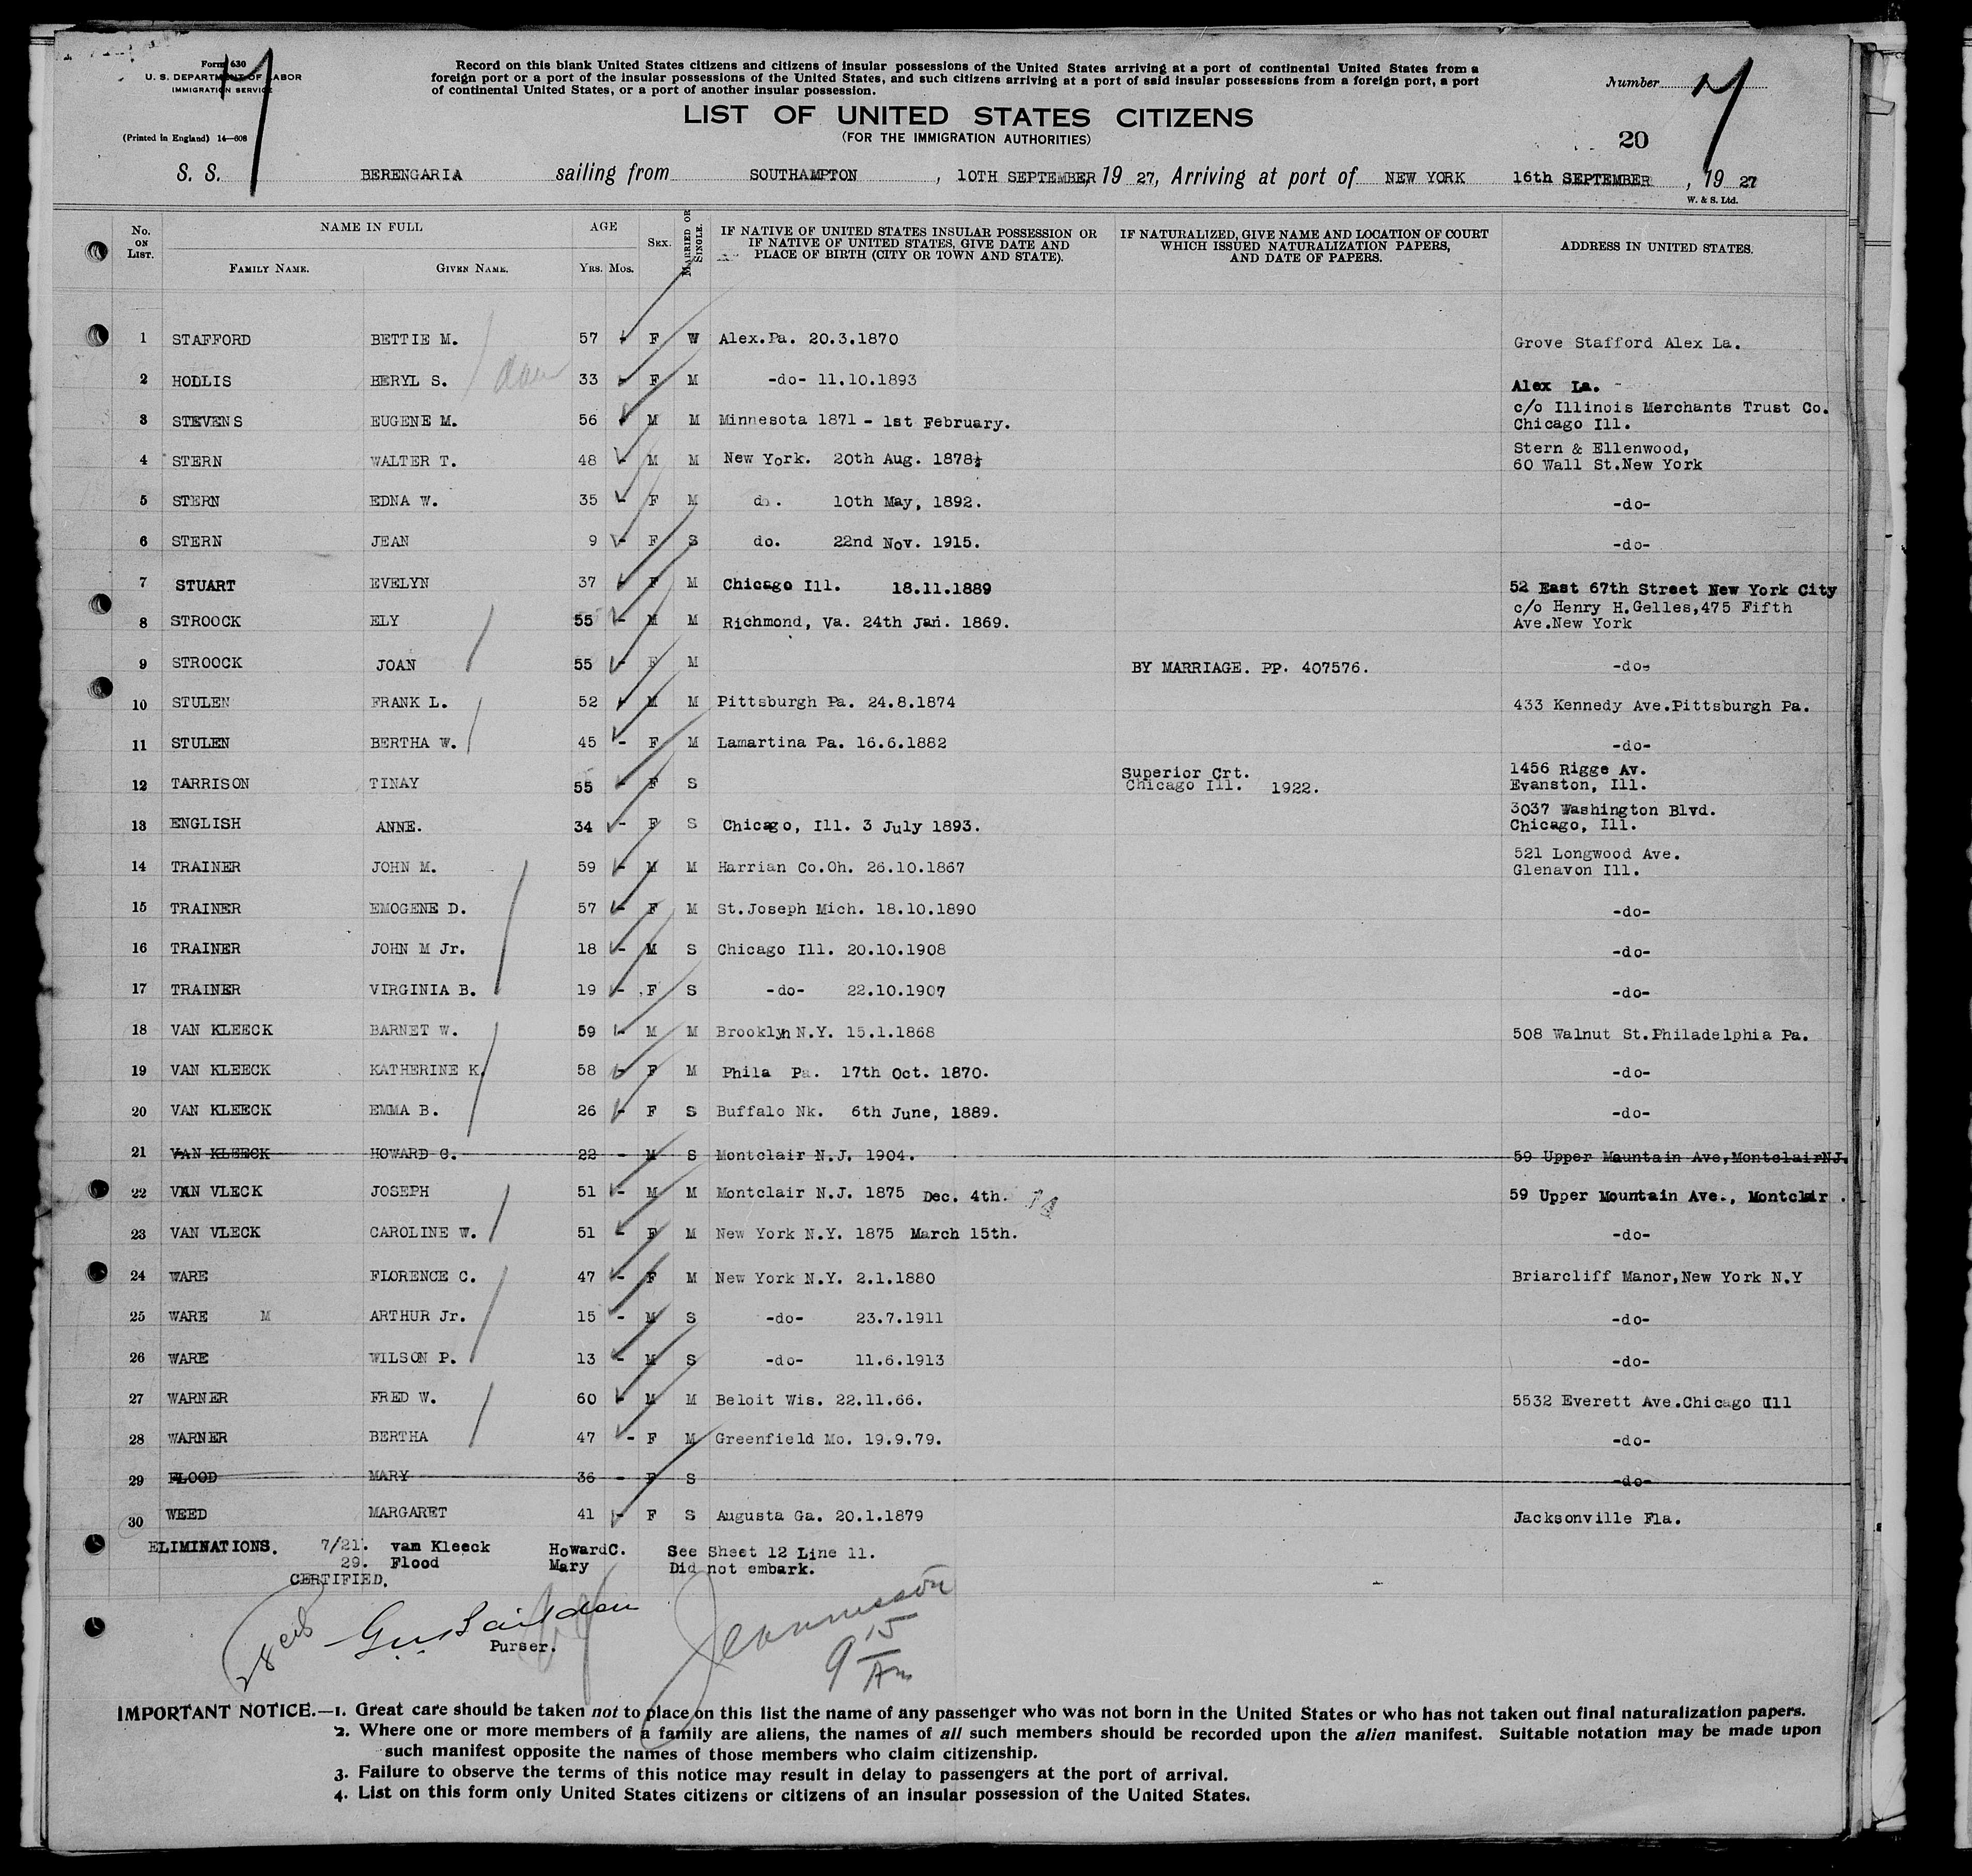 Form 630
U. S. DEPARTMENT OF LABOR
IMMIGRATION SERVICE
(Printed in England) 14—608
Record on this blank United States citizens and citizens of insular possessions of the United States arriving at a port of continental United States from a
foreign port or a port of the insular possessions of the United States, and such citizens arriving at a port of said insular possessions from a foreign port, a port
of continental United States, or a port of another insular possession.
Number 7
LIST OF UNITED STATES CITIZENS
(FOR THE IMMIGRATION AUTHORITIES)
20
S. S. BERENGARIA sailing from SOUTHAMPTON , 10TH SEPTEMBER, 19 27, Arriving at port of NEW YORK 16th SEPTEMBER , 19 27
W. & S. Ltd.
No. ON LIST. NAME IN FULL AGE SEX. MARRIED OR SINGLE. IF NATIVE OF UNITED STATES INSULAR POSSESSION OR IF NATIVE OF UNITED STATES, GIVE DATE AND PLACE OF BIRTH (CITY OR TOWN AND STATE). IF NATURALIZED, GIVE NAME AND LOCATION OF COURT WHICH ISSUED NATURALIZATION PAPERS, AND DATE OF PAPERS. ADDRESS IN UNITED STATES.
FAMILY NAME. GIVEN NAME. YRS. MOS.
1 STAFFORD BETTIE M. 57 - F W Alex.Pa. 20.3.1870 Grove Stafford Alex La.
2 HODLIS BERYL S. 33 - F M -do- 11.10.1893 Alex La.
3 STEVENS EUGENE M. 56 - M M Minnesota 1871 - 1st February. c/o Illinois Merchants Trust Co. Chicago Ill.
4 STERN WALTER T. 48 - M M New York. 20th Aug. 1878 Stern & Ellenwood, 60 Wall St.New York
5 STERN EDNA W. 35 - F M do. 10th May, 1892. -do-
6 STERN JEAN 9 - F S do. 22nd Nov. 1915. -do-
7 STUART EVELYN 37 - F M Chicago Ill. 18.11.1889 52 East 67th Street New York City
8 STROOCK ELY 55 - M M Richmond, Va. 24th Jan. 1869. c/o Henry H.Gelles,475 Fifth Ave.New York
9 STROOCK JOAN 55 - F M BY MARRIAGE. PP. 407576. -do-
10 STULEN FRANK L. 52 - M M Pittsburgh Pa. 24.8.1874 433 Kennedy Ave.Pittsburgh Pa.
11 STULEN BERTHA W. 45 - F M Lamartina Pa. 16.6.1882 -do-
12 TARRISON TINAY 55 - F S Superior Crt. Chicago Ill. 1922. 1456 Rigge Av. Evanston, Ill.
13 ENGLISH ANNE. 34 - F S Chicago, Ill. 3 July 1893. 3037 Washington Blvd. Chicago, Ill.
14 TRAINER JOHN M. 59 - M M Harrian Co.Oh. 26.10.1867 521 Longwood Ave. Glenavon Ill.
15 TRAINER EMOGENE D. 57 - F M St.Joseph Mich. 18.10.1890 -do-
16 TRAINER JOHN M Jr. 18 - M S Chicago Ill. 20.10.1908 -do-
17 TRAINER VIRGINIA B. 19 - F S -do- 22.10.1907 -do-
18 VAN KLEECK BARNET W. 59 - M M Brooklyn N.Y. 15.1.1868 508 Walnut St.Philadelphia Pa.
19 VAN KLEECK KATHERINE K. 58 - F M Phila Pa. 17th Oct. 1870. -do-
20 VAN KLEECK EMMA B. 26 - F S Buffalo Nk. 6th June, 1889. -do-
21 VAN KLEECK HOWARD C. 22 - M S Montclair N.J. 1904. 59 Upper Mauntain Ave,MontclairNJ.
22 VAN VLECK JOSEPH 51 - M M Montclair N.J. 1875 Dec. 4th. 59 Upper Mountain Ave., Montclair .
23 VAN VLECK CAROLINE W. 51 - F M New York N.Y. 1875 March 15th. -do-
24 WARE FLORENCE C. 47 - F M New York N.Y. 2.1.1880 Briarcliff Manor,New York N.Y
25 WARE M ARTHUR Jr. 15 - M S -do- 23.7.1911 -do-
26 WARE WILSON P. 13 - M S -do- 11.6.1913 -do-
27 WARNER FRED W. 60 - M M Beloit Wis. 22.11.66. 5532 Everett Ave.Chicago Ill
28 WARNER BERTHA 47 - F M Greenfield Mo. 19.9.79. -do-
29 FLOOD MARY 36 - F S -do-
30 WEED MARGARET 41 - F S Augusta Ga. 20.1.1879 Jacksonville Fla.
ELIMINATIONS. 7/21. van Kleeck HowardC. See Sheet 12 Line 11.
29. Flood Mary Did not embark.
CERTIFIED.
Purser.
9 15 Am
IMPORTANT NOTICE.—1. Great care should be taken not to place on this list the name of any passenger who was not born in the United States or who has not taken out final naturalization papers.
2. Where one or more members of a family are aliens, the names of all such members should be recorded upon the alien manifest. Suitable notation may be made upon
such manifest opposite the names of those members who claim citizenship.
3. Failure to observe the terms of this notice may result in delay to passengers at the port of arrival.
4. List on this form only United States citizens or citizens of an insular possession of the United States.